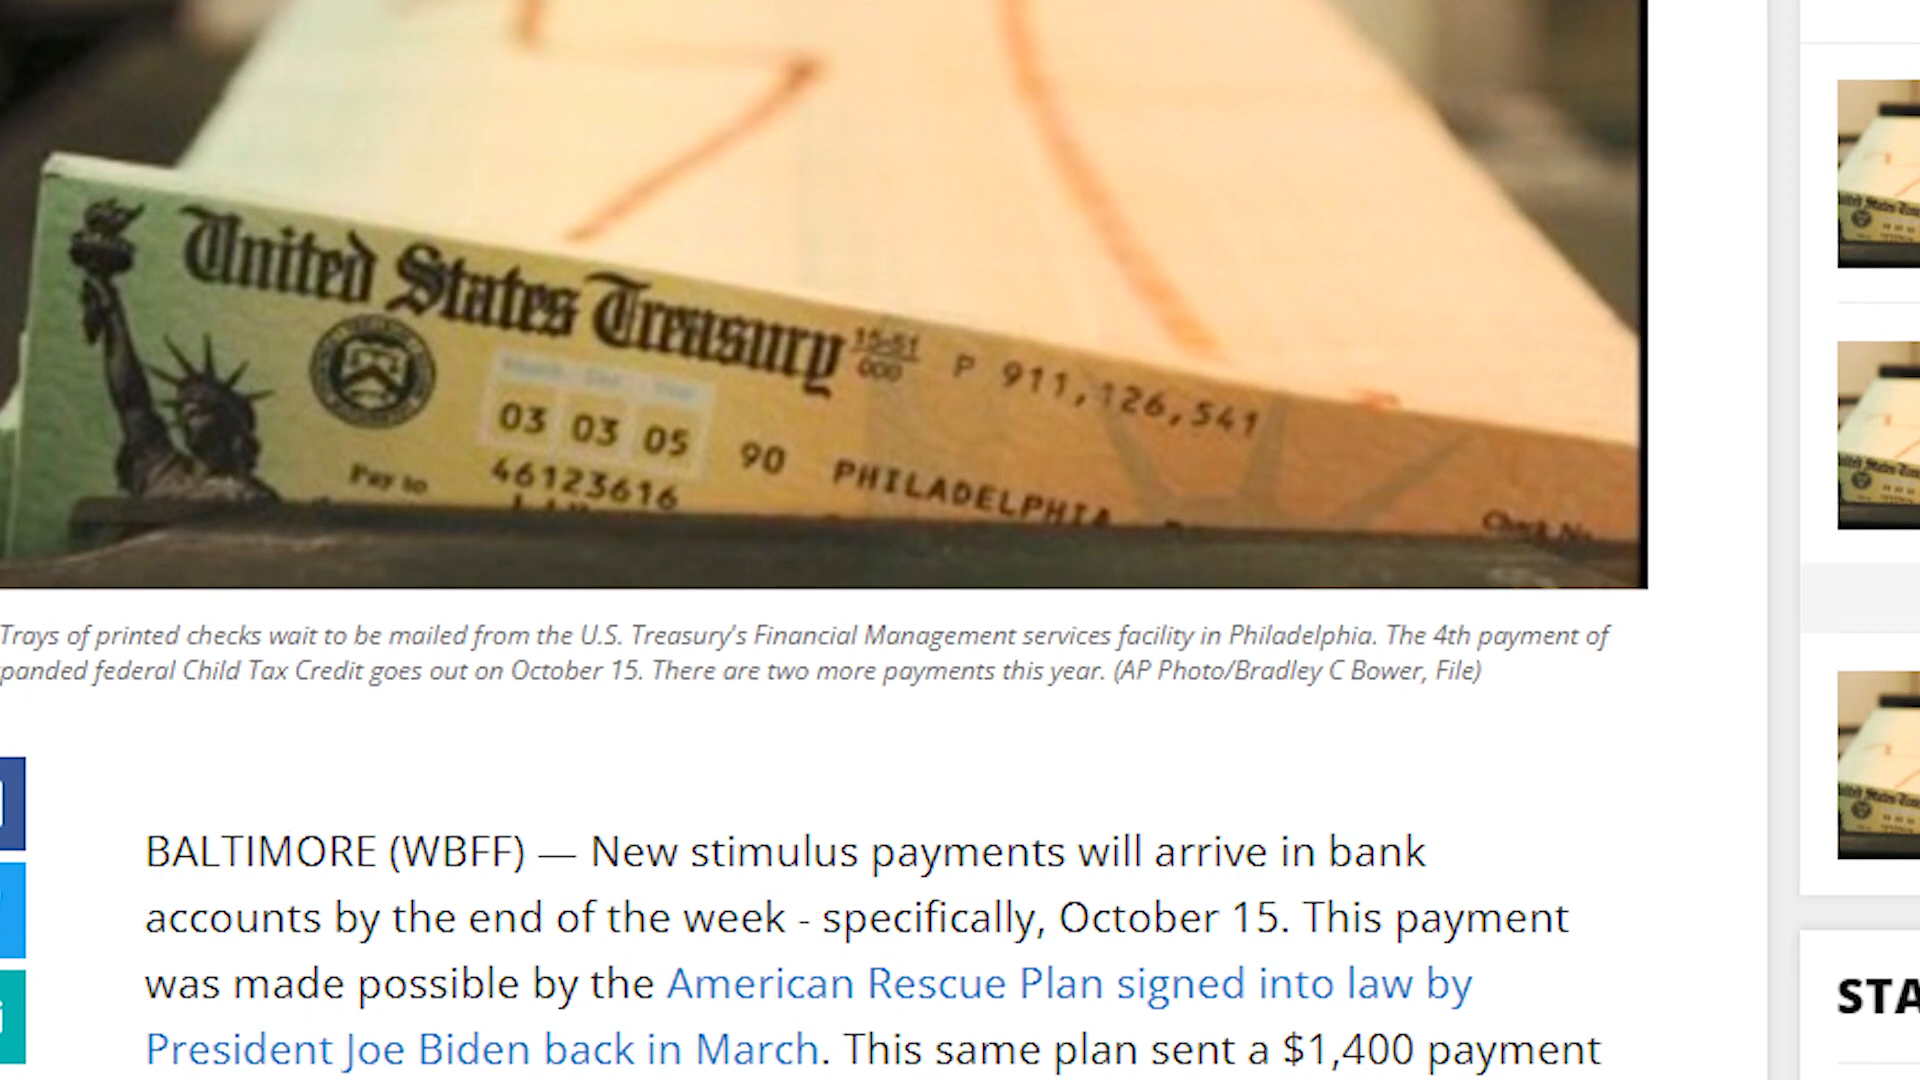 United States Treasury 15-51
000 P 911,126,541
03 03 05 90 PHILADELPHIA
Pay to 46123616
Check No.
Trays of printed checks wait to be mailed from the U.S. Treasury's Financial Management services facility in Philadelphia. The 4th payment of
panded federal Child Tax Credit goes out on October 15. There are two more payments this year. (AP Photo/Bradley C Bower, File)
BALTIMORE (WBFF) — New stimulus payments will arrive in bank
accounts by the end of the week - specifically, October 15. This payment
was made possible by the American Rescue Plan signed into law by
President Joe Biden back in March. This same plan sent a $1,400 payment
STA